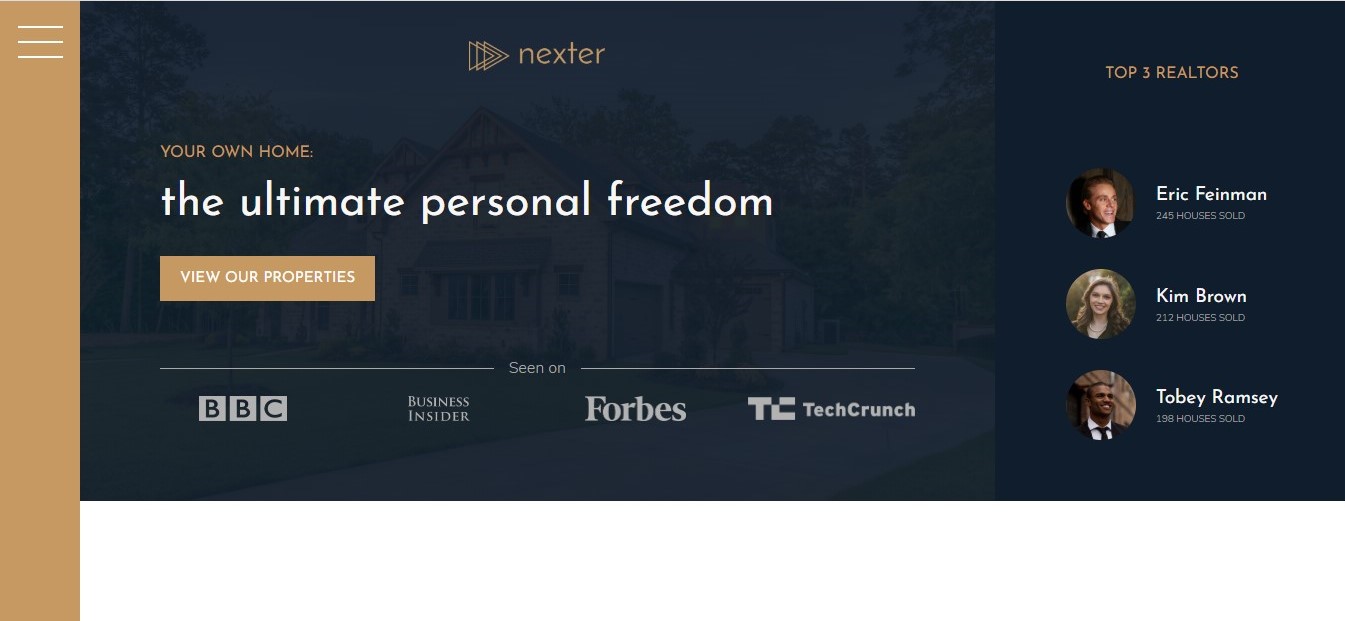 nexter
YOUR OWN HOME:
the ultimate personal freedom
VIEW OUR PROPERTIES
Seen on
BBC
BUSINESS
INSIDER
Forbes
TC TechCrunch
TOP 3 REALTORS
Eric Feinman
245 HOUSES SOLD
Kim Brown
212 HOUSES SOLD
Tobey Ramsey
198 HOUSES SOLD